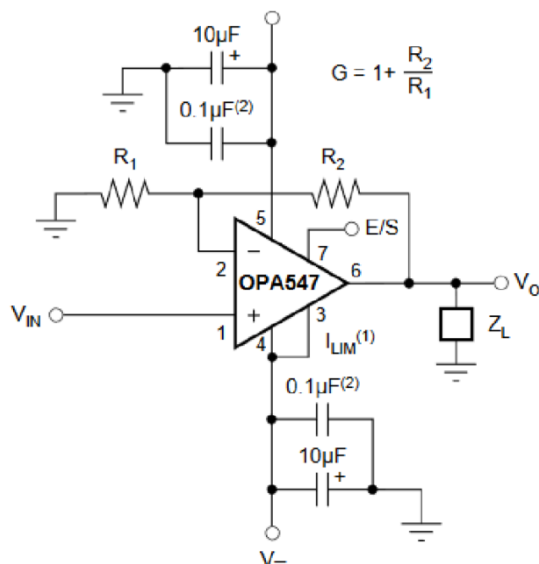 10µF
+
G = 1+ R2/R1
0.1µF(2)
R1
R2
5
E/S
7
−
2
OPA547
6
VO
VIN
+
3
1
4
ILIM(1)
ZL
0.1µF(2)
10µF
+
V–